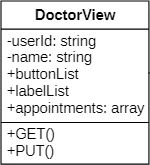 DoctorView
-userId: string
-name: string
+buttonList
+labelList
+appointments: array
+GET()
+PUT()